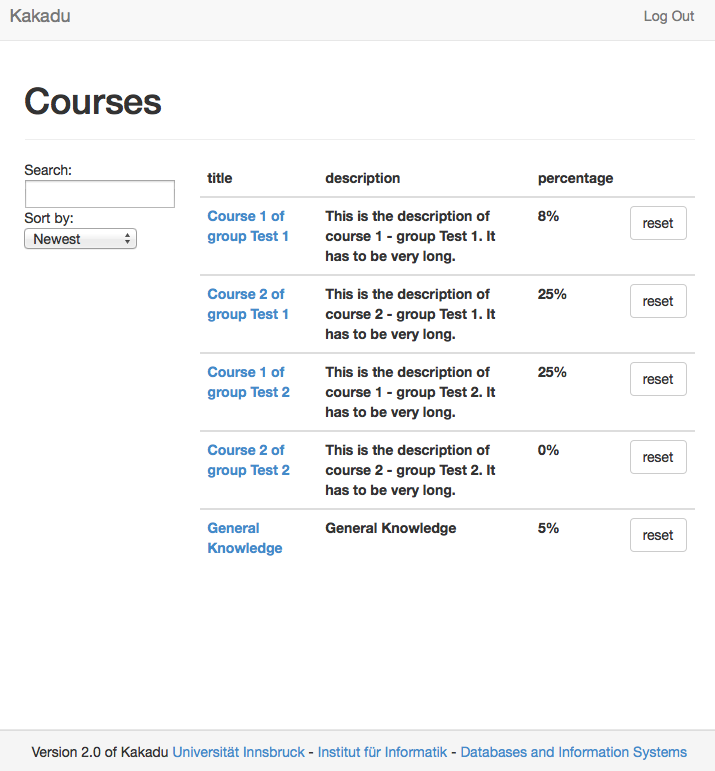 Kakadu
Log Out
Courses
Search:
Sort by:
Newest
title description percentage
Course 1 of
group Test 1
This is the description of
course 1 - group Test 1. It
has to be very long.
8%
reset
Course 2 of
group Test 1
This is the description of
course 2 - group Test 1. It
has to be very long.
25%
reset
Course 1 of
group Test 2
This is the description of
course 1 - group Test 2. It
has to be very long.
25%
reset
Course 2 of
group Test 2
This is the description of
course 2 - group Test 2. It
has to be very long.
0%
reset
General
Knowledge
General Knowledge
5%
reset
Version 2.0 of Kakadu Universität Innsbruck - Institut für Informatik - Databases and Information Systems